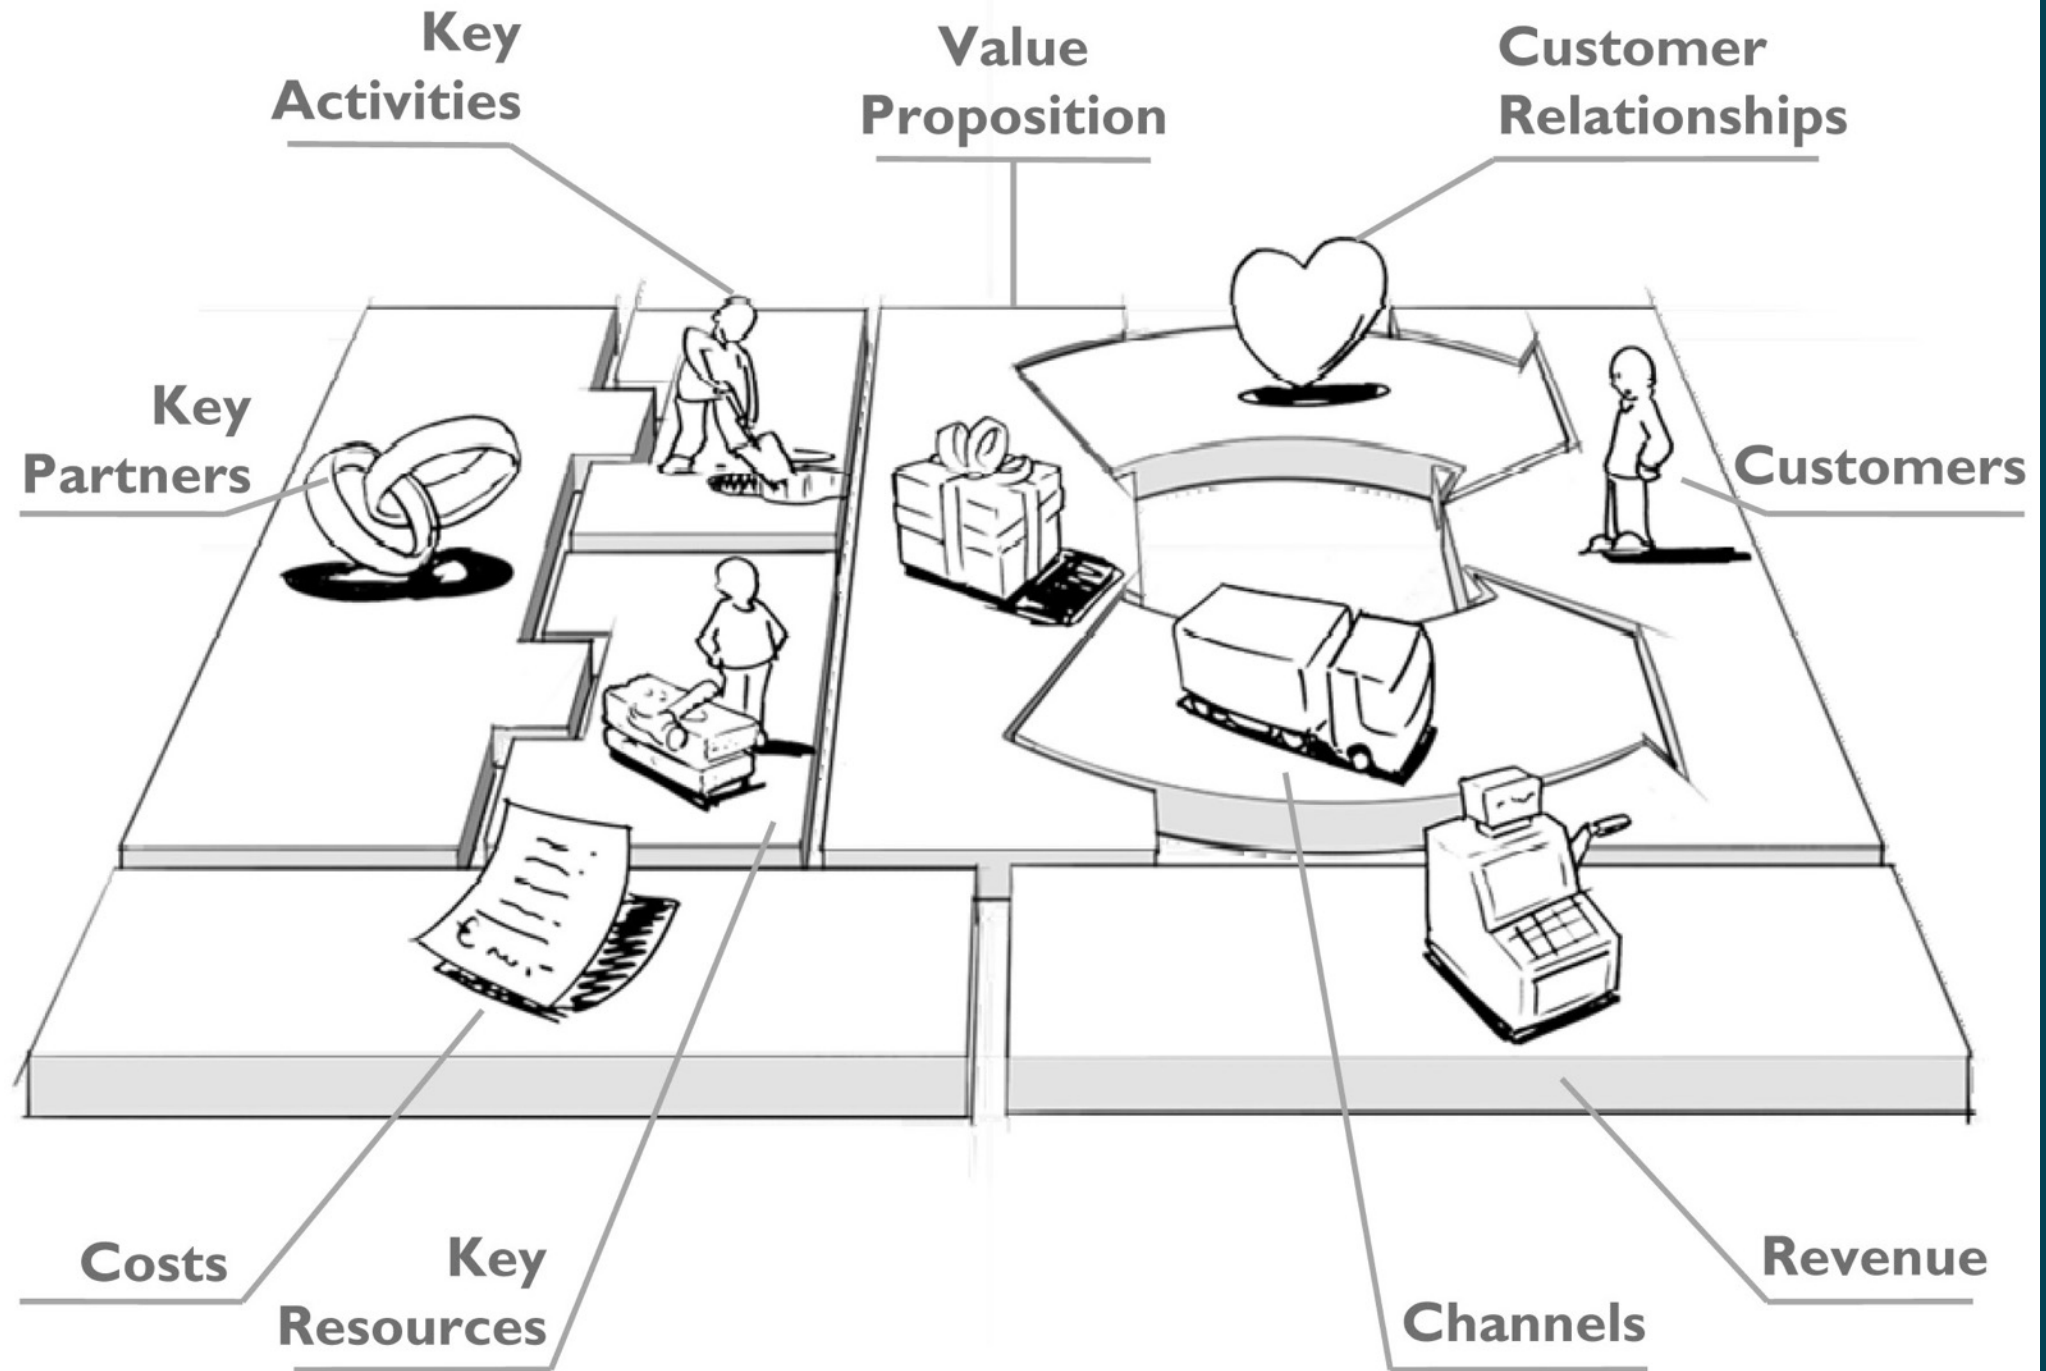 Key
Activities
Value
Proposition
Customer
Relationships
Key
Partners
Customers
Costs
Key
Resources
Channels
Revenue